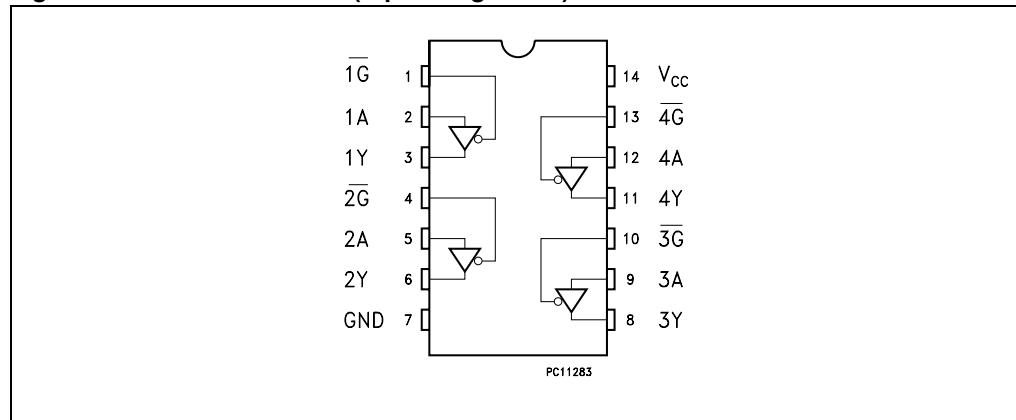 1G̅ 1 14 VCC
1A 2 13 4G̅
1Y 3 12 4A
2G̅ 4 11 4Y
2A 5 10 3G̅
2Y 6 9 3A
GND 7 8 3Y
PC11283